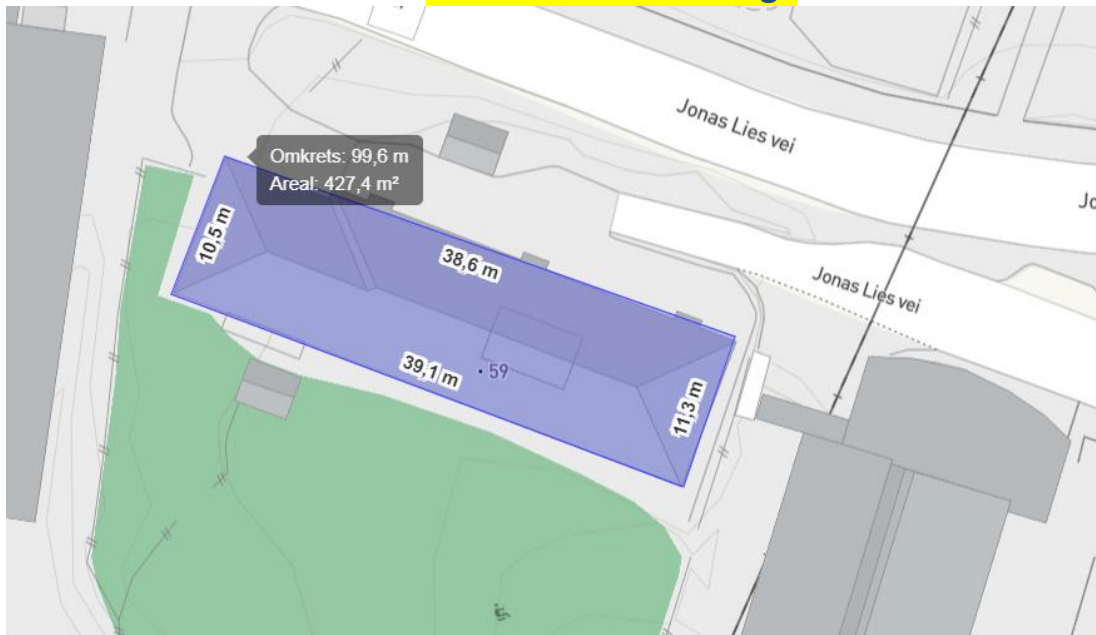 Jonas Lies vei
Omkrets: 99,6 m
Areal: 427,4 m²
10,5 m
38,6 m
Jonas Lies vei
39,1 m
59
11,3 m